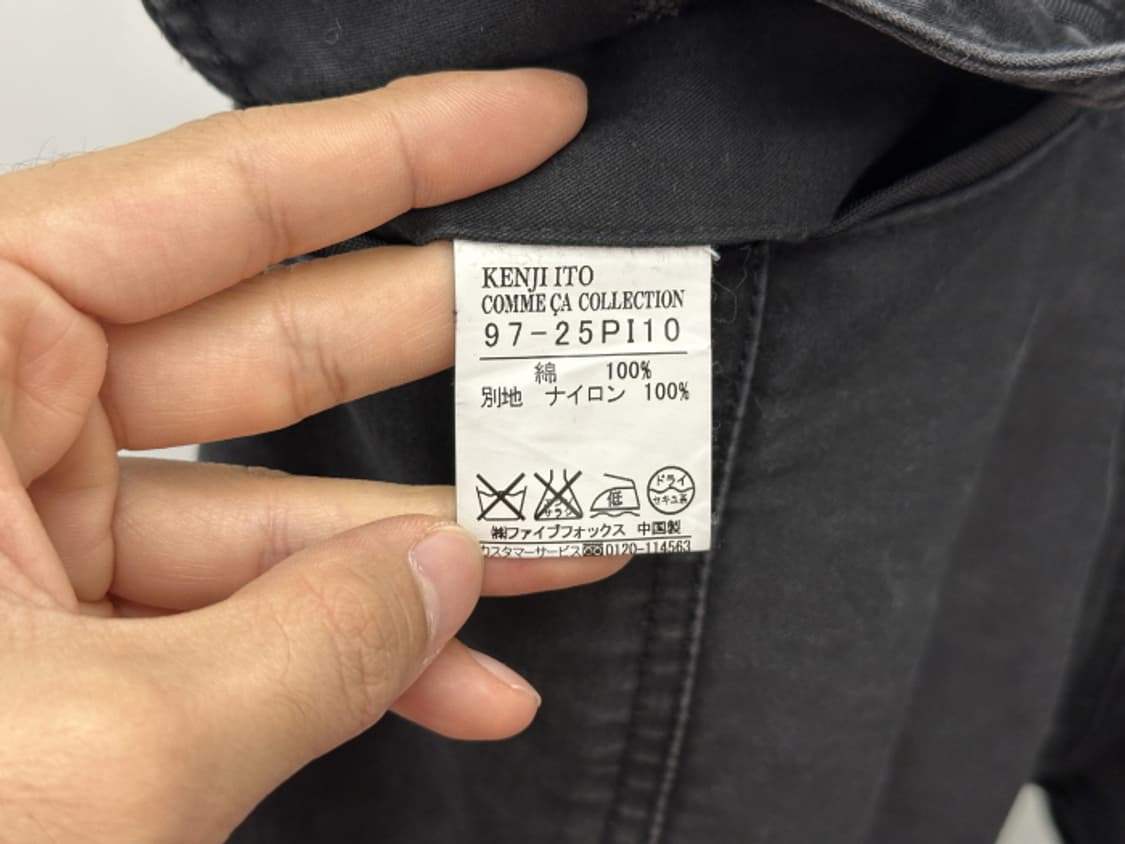 KENJI ITO
COMME ÇA COLLECTION
97-25PI10
綿 100%
別地 ナイロン 100%
低
ドライ
セキユ系
㈱ファイブフォックス 中国製
カスタマーサービス 0120-114563